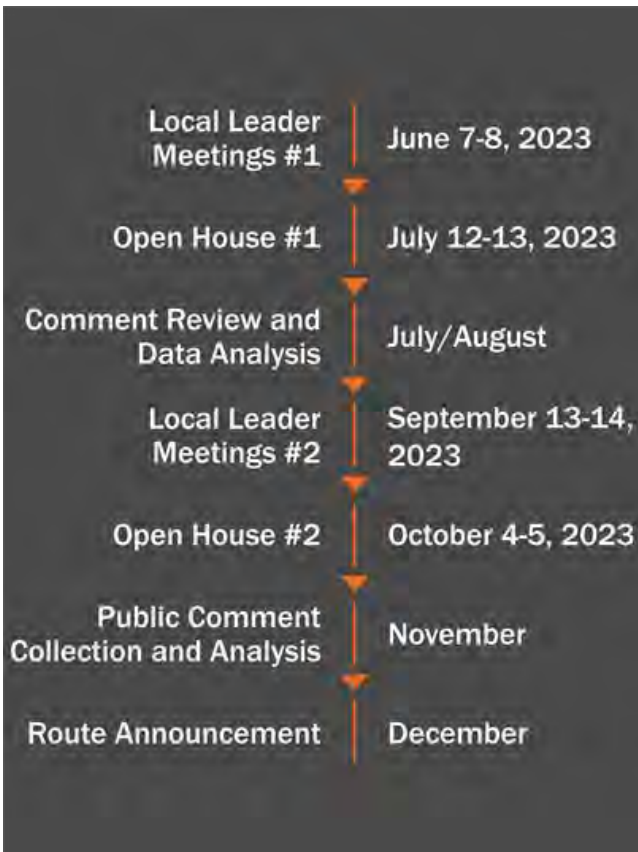 Local Leader
Meetings #1
June 7-8, 2023
Open House #1
July 12-13, 2023
Comment Review and
Data Analysis
July/August
Local Leader
Meetings #2
September 13-14,
2023
Open House #2
October 4-5, 2023
Public Comment
Collection and Analysis
November
Route Announcement
December